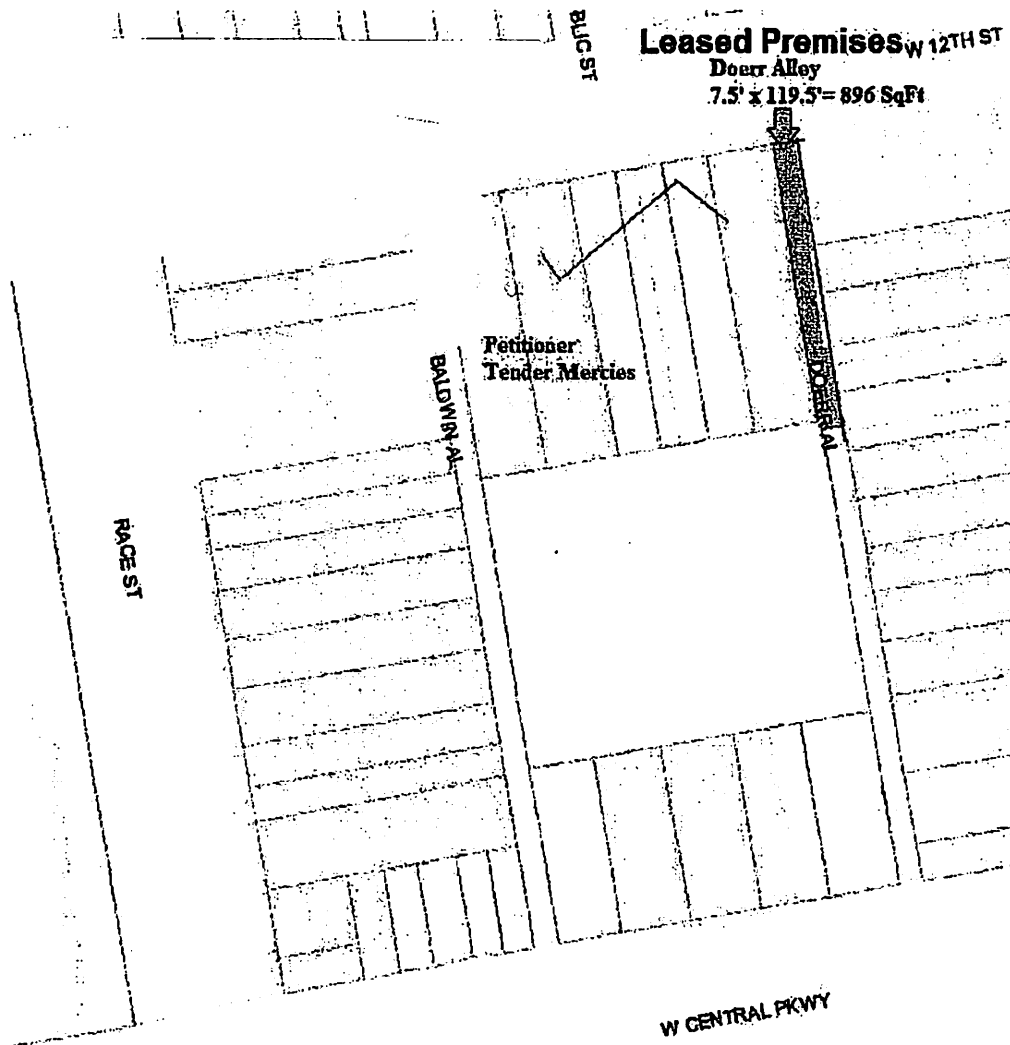 BLIC ST
Leased Premises
W 12TH ST
Doerr Alley
7.5' x 119.5'= 896 SqFt
Petitioner
Tender Mercies
BALDWIN AL
DOERR AL
RACE ST
W CENTRAL PKWY